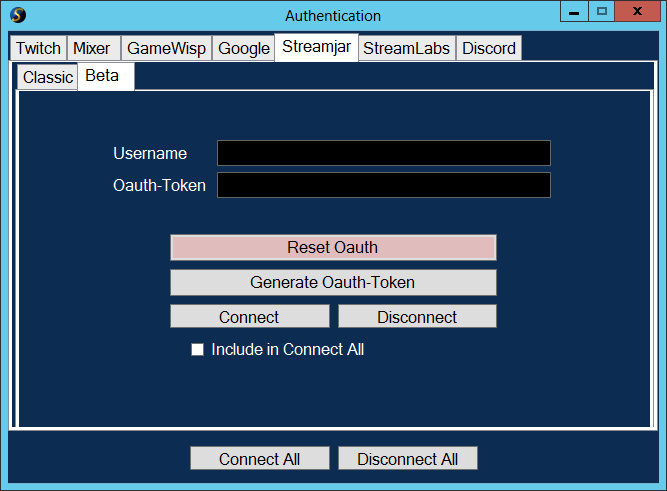 Authentication
Twitch Mixer GameWisp Google Streamjar StreamLabs Discord
Classic Beta
Username
Oauth-Token
Reset Oauth
Generate Oauth-Token
Connect Disconnect
Include in Connect All
Connect All Disconnect All